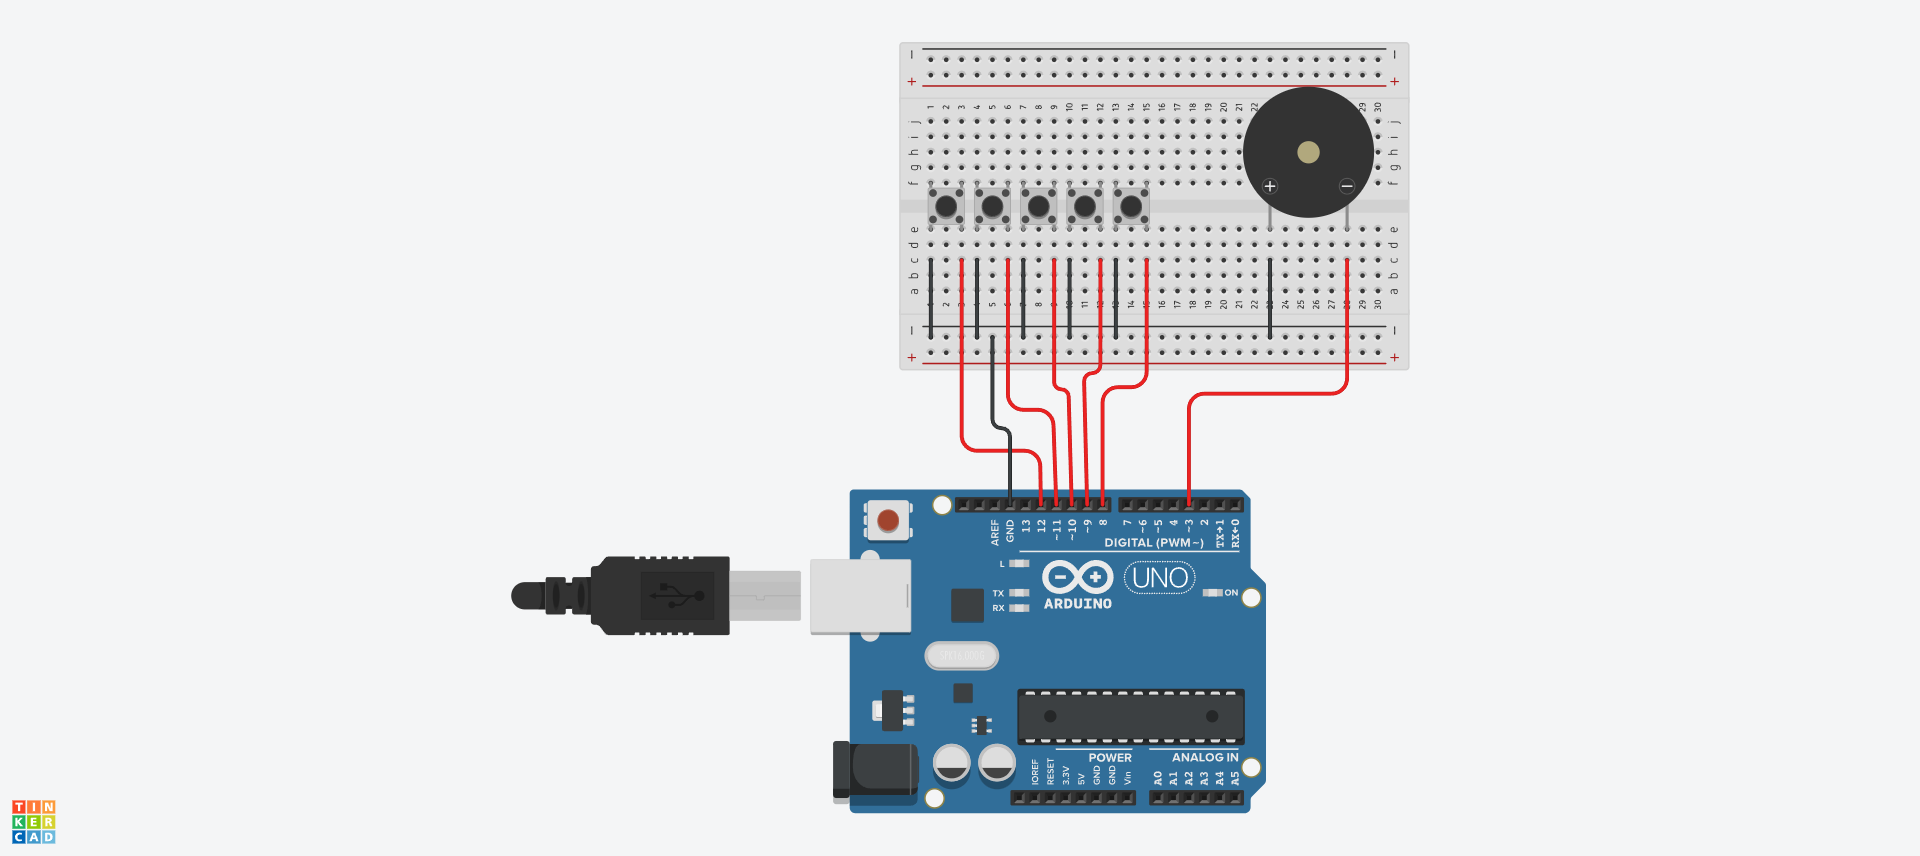 − −
+ +
1 2 3 4 5 6 7 8 9 10 11 12 13 14 15 16 17 18 19 20 21 22 29 30
j j
i i
h h
g g
f f
+ −
e e
d d
c c
b b
a a
2 5 8 11 14 16 17 18 19 20 21 22 24 25 26 27 29 30
− −
+ +
AREF GND 13 12 ~11 ~10 ~9 8 7 ~6 ~5 4 ~3 2 TX→1 RX←0
DIGITAL (PWM~)
L
TX
RX
ARDUINO
UNO
ON
POWER
ANALOG IN
IOREF RESET 3.3V 5V GND GND Vin A0 A1 A2 A3 A4 A5
TIN
KER
CAD